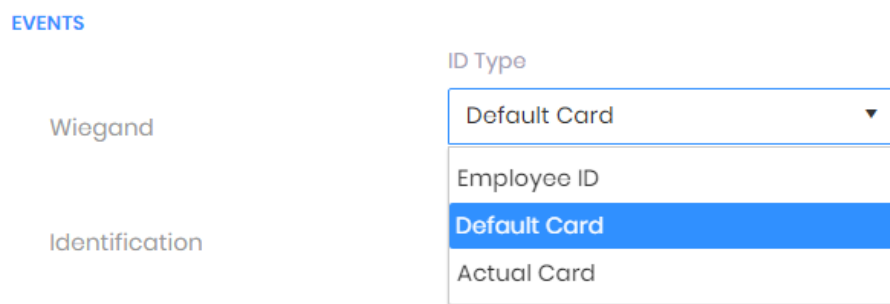 EVENTS
ID Type
Wiegand
Default Card
Employee ID
Default Card
Identification
Actual Card